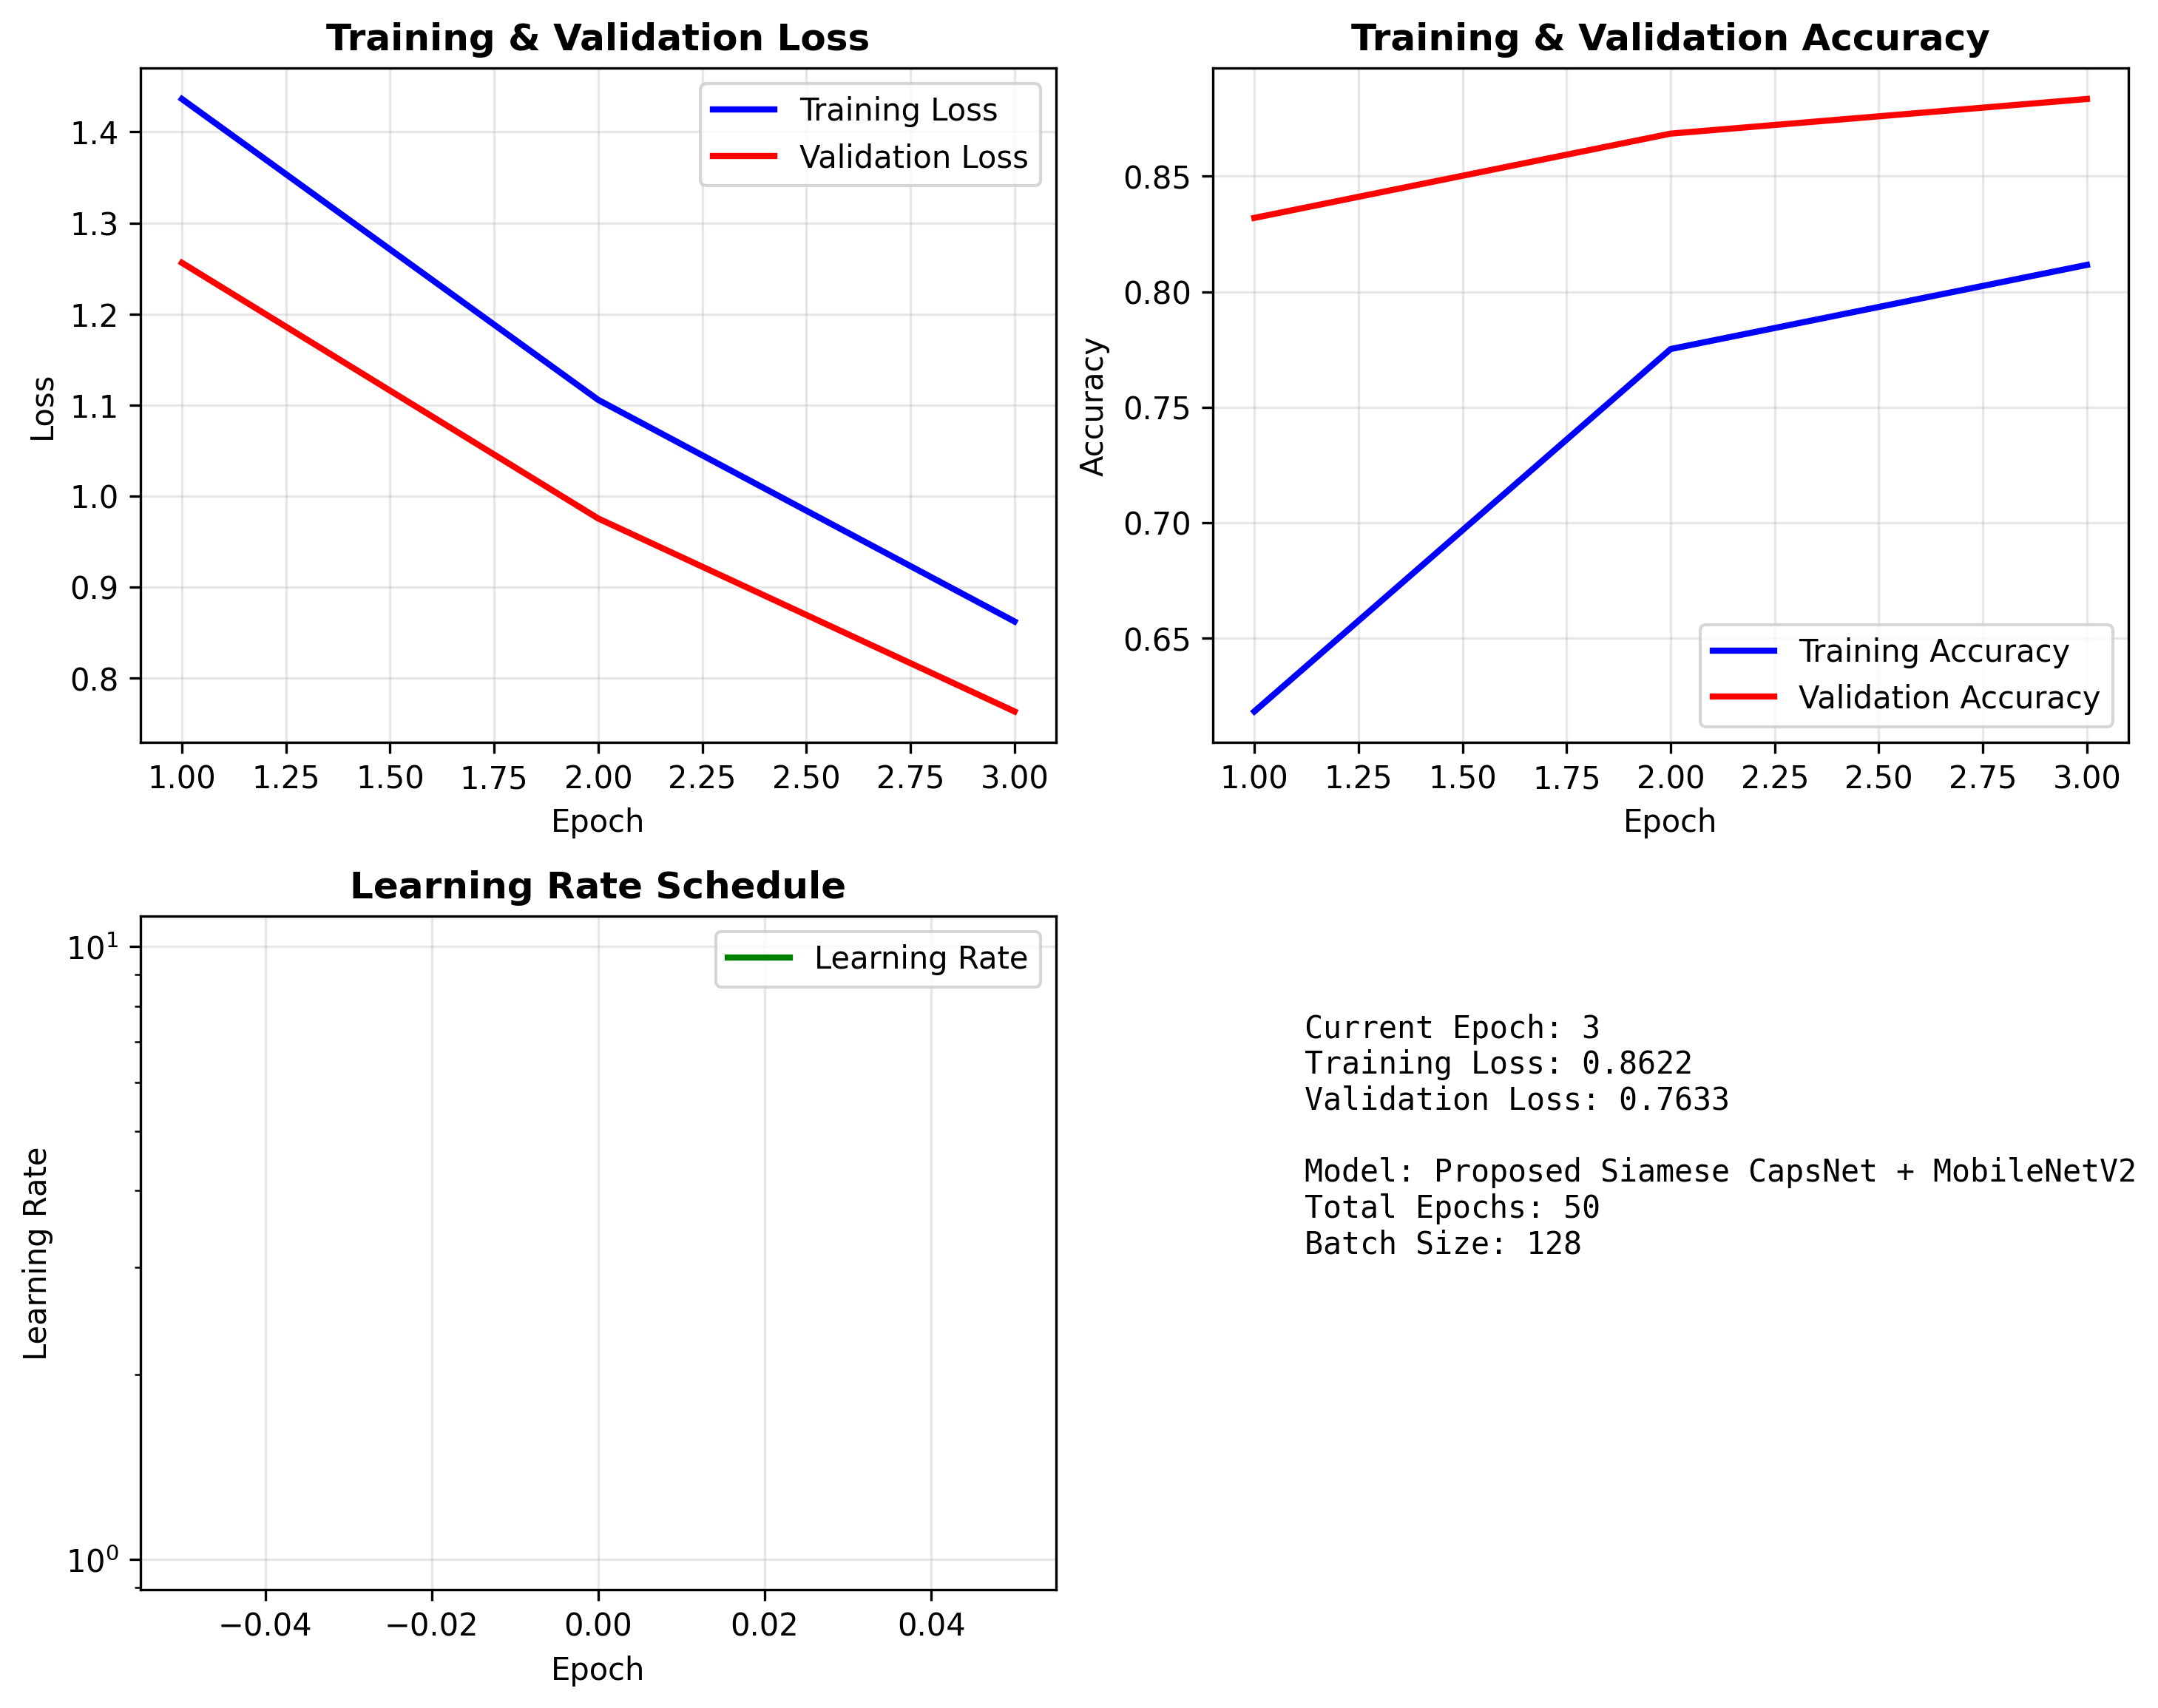 Training & Validation Loss
Training Loss
Validation Loss
1.4
1.3
1.2
1.1
1.0
0.9
0.8
Loss
1.00 1.25 1.50 1.75 2.00 2.25 2.50 2.75 3.00
Epoch
Training & Validation Accuracy
0.85
0.80
0.75
0.70
0.65
Accuracy
Training Accuracy
Validation Accuracy
1.00 1.25 1.50 1.75 2.00 2.25 2.50 2.75 3.00
Epoch
Learning Rate Schedule
Learning Rate
10¹
10⁰
Learning Rate
−0.04 −0.02 0.00 0.02 0.04
Epoch
Current Epoch: 3
Training Loss: 0.8622
Validation Loss: 0.7633
Model: Proposed Siamese CapsNet + MobileNetV2
Total Epochs: 50
Batch Size: 128